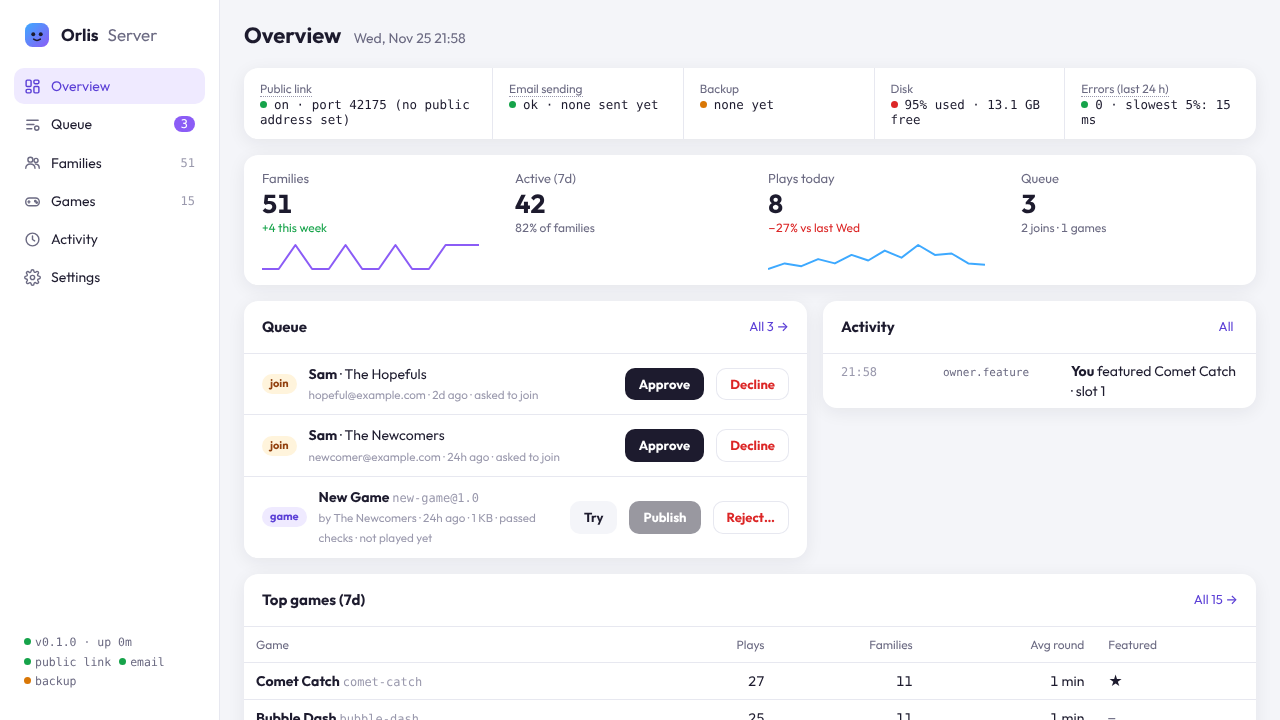 Orlis Server
Overview
Queue 3
Families 51
Games 15
Activity
Settings
v0.1.0 · up 0m
public link email
backup
Overview Wed, Nov 25 21:58
Public link
on · port 42175 (no public
address set)
Email sending
ok · none sent yet
Backup
none yet
Disk
95% used · 13.1 GB
free
Errors (last 24 h)
0 · slowest 5%: 15
ms
Families
51
+4 this week
Active (7d)
42
82% of families
Plays today
8
−27% vs last Wed
Queue
3
2 joins · 1 games
Queue All 3 →
join Sam · The Hopefuls
hopeful@example.com · 2d ago · asked to join
Approve Decline
join Sam · The Newcomers
newcomer@example.com · 24h ago · asked to join
Approve Decline
game New Game new-game@1.0
by The Newcomers · 24h ago · 1 KB · passed
checks · not played yet
Try Publish Reject…
Activity All
21:58 owner.feature You featured Comet Catch
· slot 1
Top games (7d) All 15 →
Game Plays Families Avg round Featured
Comet Catch comet-catch 27 11 1 min ★
Bubble Dash bubble-dash 25 11 1 min –